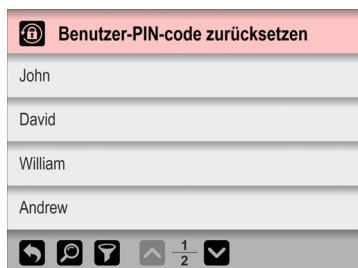 Benutzer-PIN-code zurücksetzen
John
David
William
Andrew
1
2